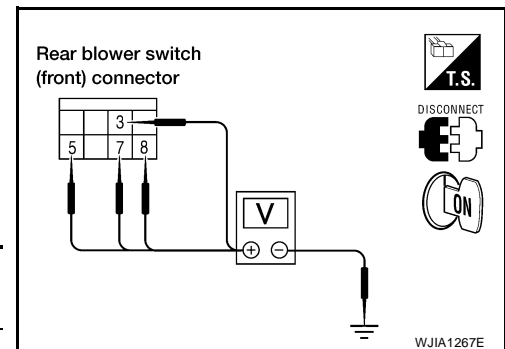 Rear blower switch
(front) connector
T.S.
DISCONNECT
3
5 7 8
ON
V
+ −
WJIA1267E